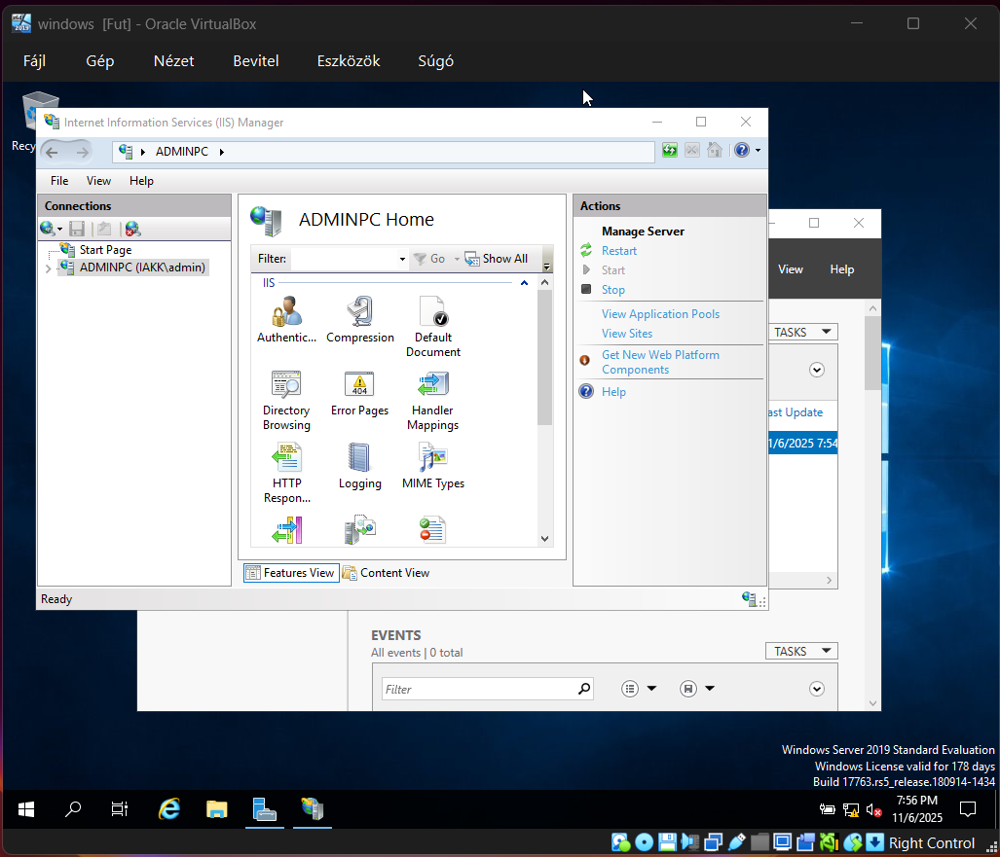 windows [Fut] - Oracle VirtualBox
Fájl Gép Nézet Bevitel Eszközök Súgó
Recy
Internet Information Services (IIS) Manager
ADMINPC
File View Help
Connections
Start Page
ADMINPC (IAKK\admin)
ADMINPC Home
Filter: Go Show All
IIS
Authentic... Compression Default
Document
Directory
Browsing
Error Pages
Handler
Mappings
HTTP
Respon...
Logging
MIME Types
Features View Content View
Actions
Manage Server
Restart
Start
Stop
View Application Pools
View Sites
Get New Web Platform
Components
Help
Ready
View Help
TASKS
ast Update
1/6/2025 7:54
EVENTS
All events | 0 total
TASKS
Filter
Windows Server 2019 Standard Evaluation
Windows License valid for 178 days
Build 17763.rs5_release.180914-1434
7:56 PM
11/6/2025
Right Control